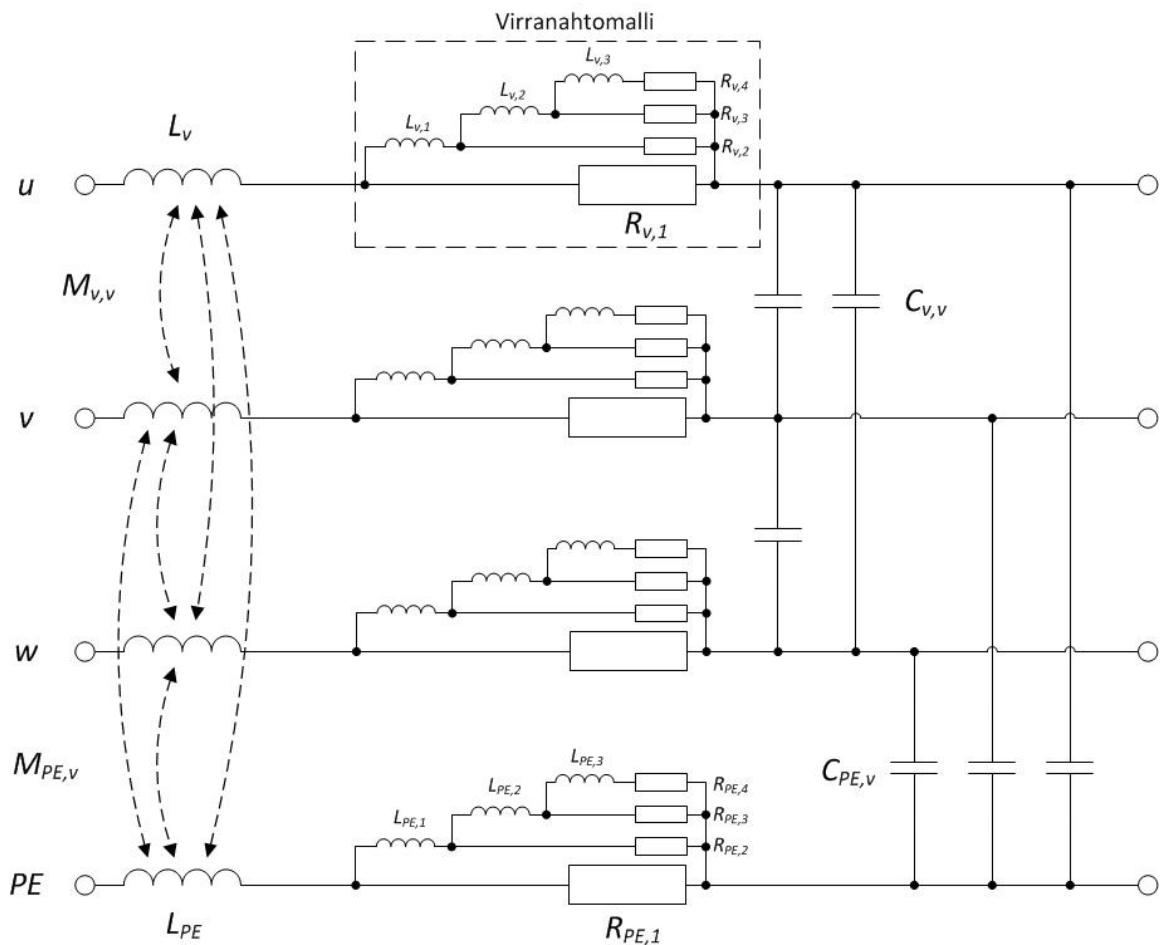 Virranahtomalli
L_{v,3}
R_{v,4}
L_{v,2}
R_{v,3}
L_v
L_{v,1}
R_{v,2}
u
R_{v,1}
M_{v,v}
C_{v,v}
v
w
M_{PE,v}
L_{PE,3}
C_{PE,v}
R_{PE,4}
L_{PE,2}
R_{PE,3}
L_{PE,1}
R_{PE,2}
PE
L_{PE}
R_{PE,1}